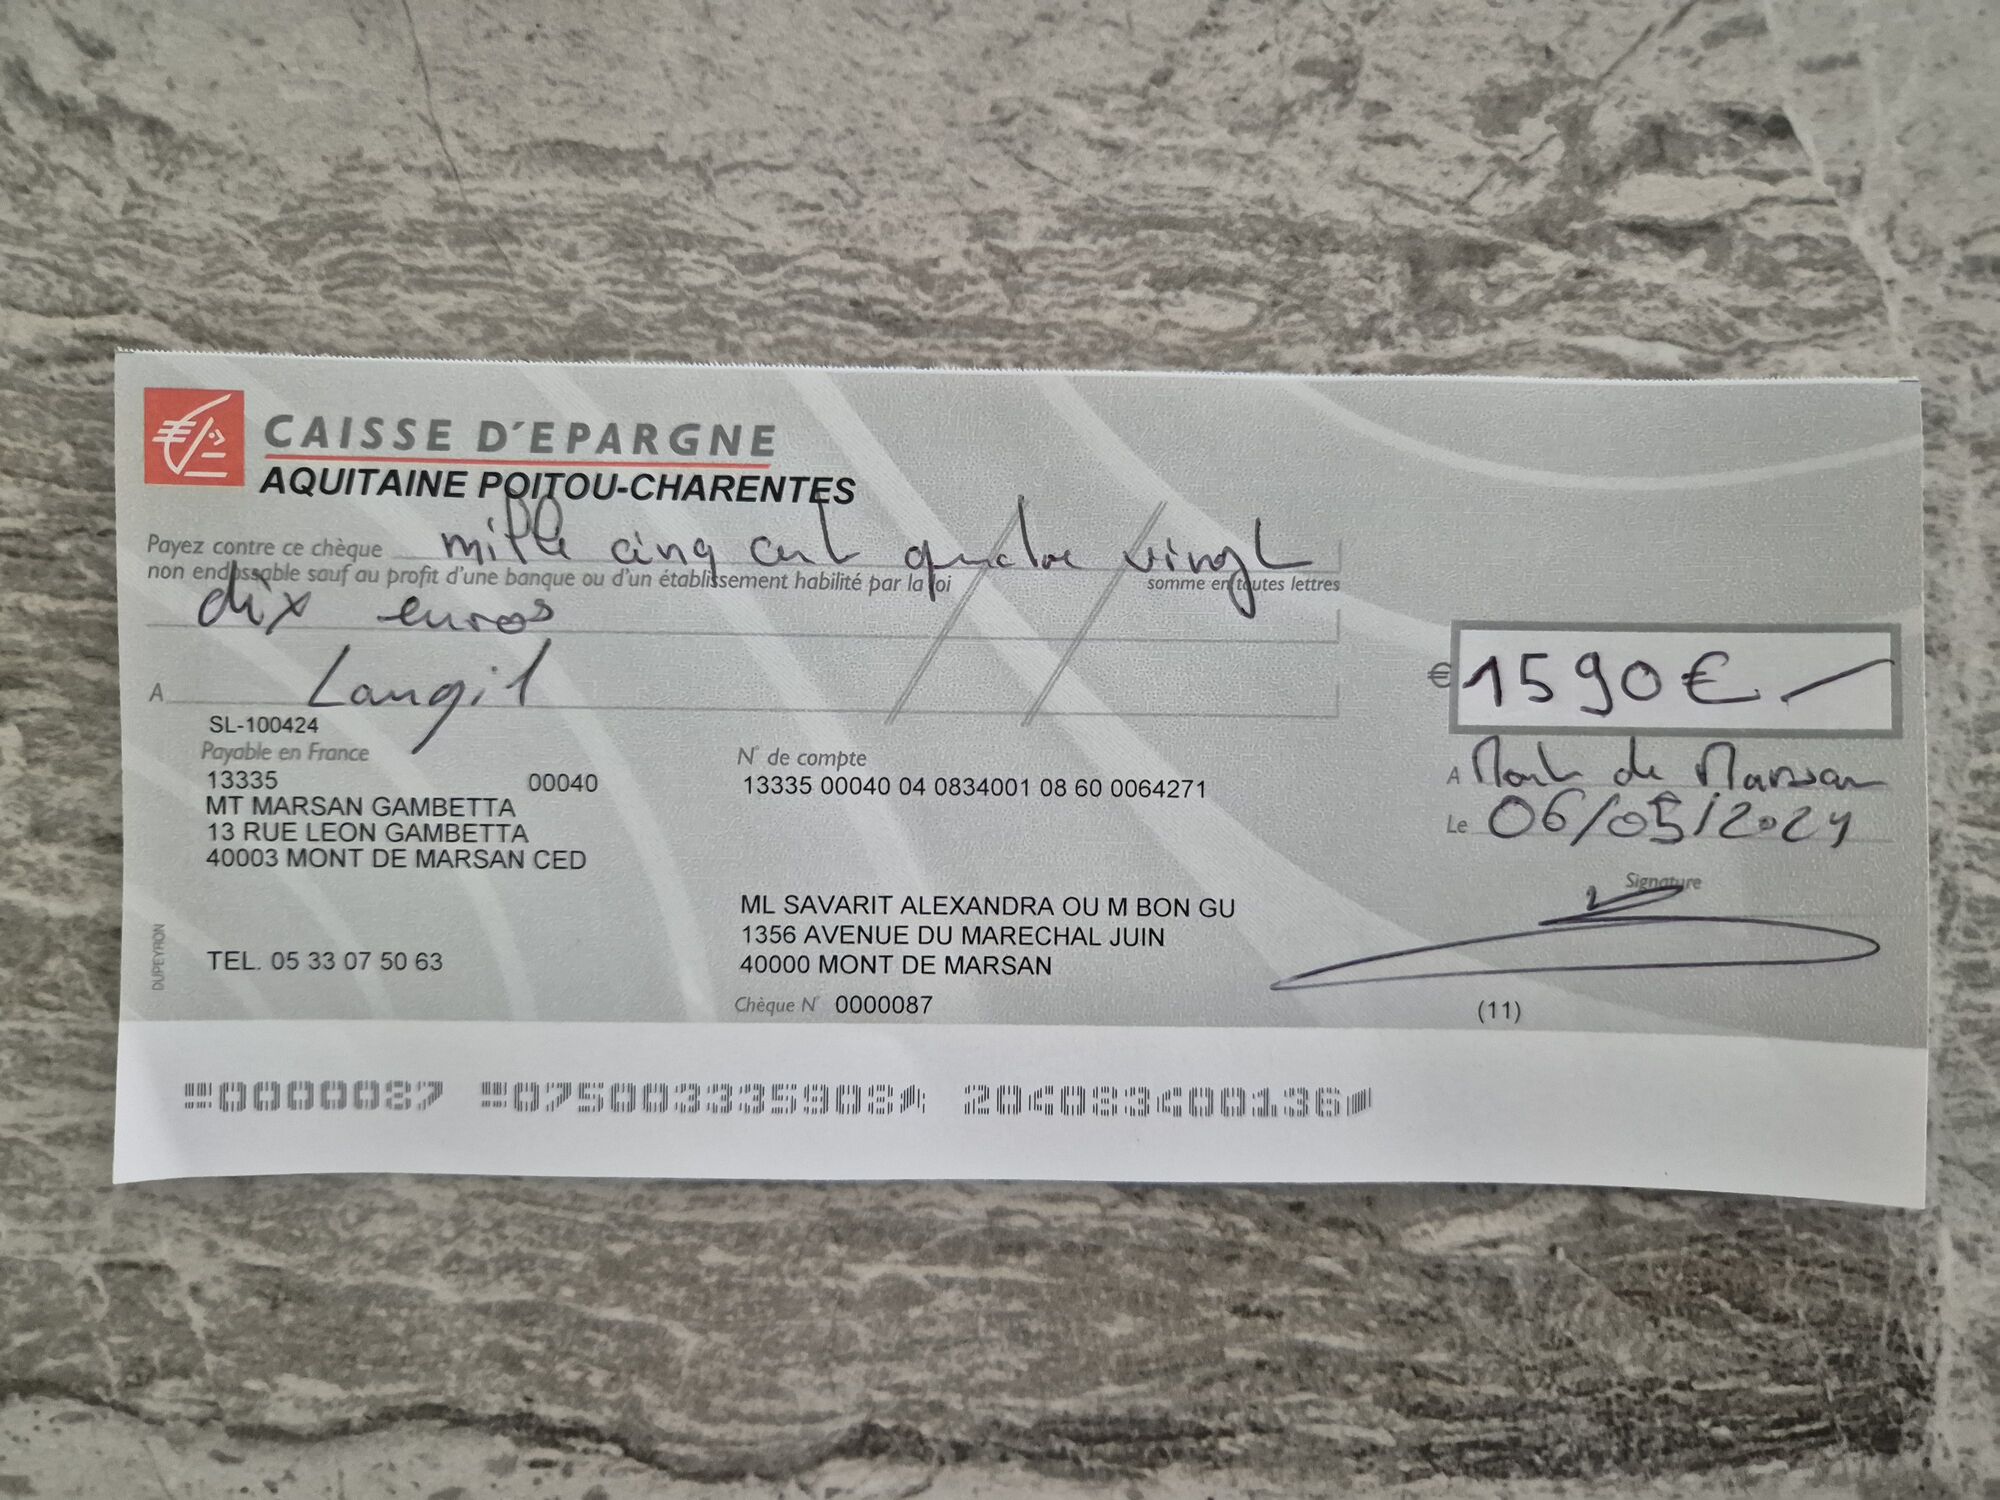 CAISSE D'EPARGNE
AQUITAINE POITOU-CHARENTES
Payez contre ce chèque mille cinq cent quatre vingt
non endossable sauf au profit d'une banque ou d'un établissement habilité par la loi somme en toutes lettres
dix euros
A Langil
€ 1590 € —
SL-100424
Payable en France
13335 00040
MT MARSAN GAMBETTA
13 RUE LEON GAMBETTA
40003 MONT DE MARSAN CED
TEL. 05 33 07 50 63
DUPEYRON
N° de compte
13335 00040 04 0834001 08 60 0064271
ML SAVARIT ALEXANDRA OU M BON GU
1356 AVENUE DU MARECHAL JUIN
40000 MONT DE MARSAN
Chèque N° 0000087
A Mont de Marsan
Le 06/05/2024
Signature
(11)
0000087 075003335908 204083400136